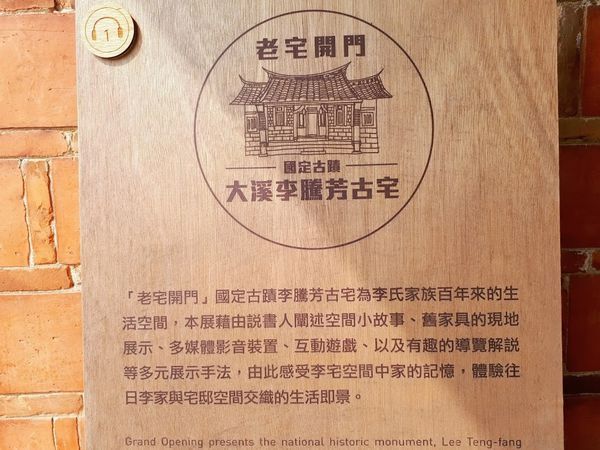 1
老宅開門
國定古蹟
大溪李騰芳古宅
「老宅開門」國定古蹟李騰芳古宅為李氏家族百年來的生
活空間，本展藉由說書人闡述空間小故事、舊家具的現地
展示、多媒體影音裝置、互動遊戲、以及有趣的導覽解說
等多元展示手法，由此感受李宅空間中家的記憶，體驗往
日李家與宅邸空間交織的生活即景。
Grand Opening presents the national historic monument, Lee Teng-fang